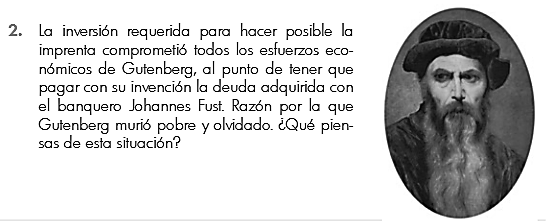 2. La inversión requerida para hacer posible la
imprenta comprometió todos los esfuerzos eco-
nómicos de Gutenberg, al punto de tener que
pagar con su invención la deuda adquirida con
el banquero Johannes Fust. Razón por la que
Gutenberg murió pobre y olvidado. ¿Qué pien-
sas de esta situación?